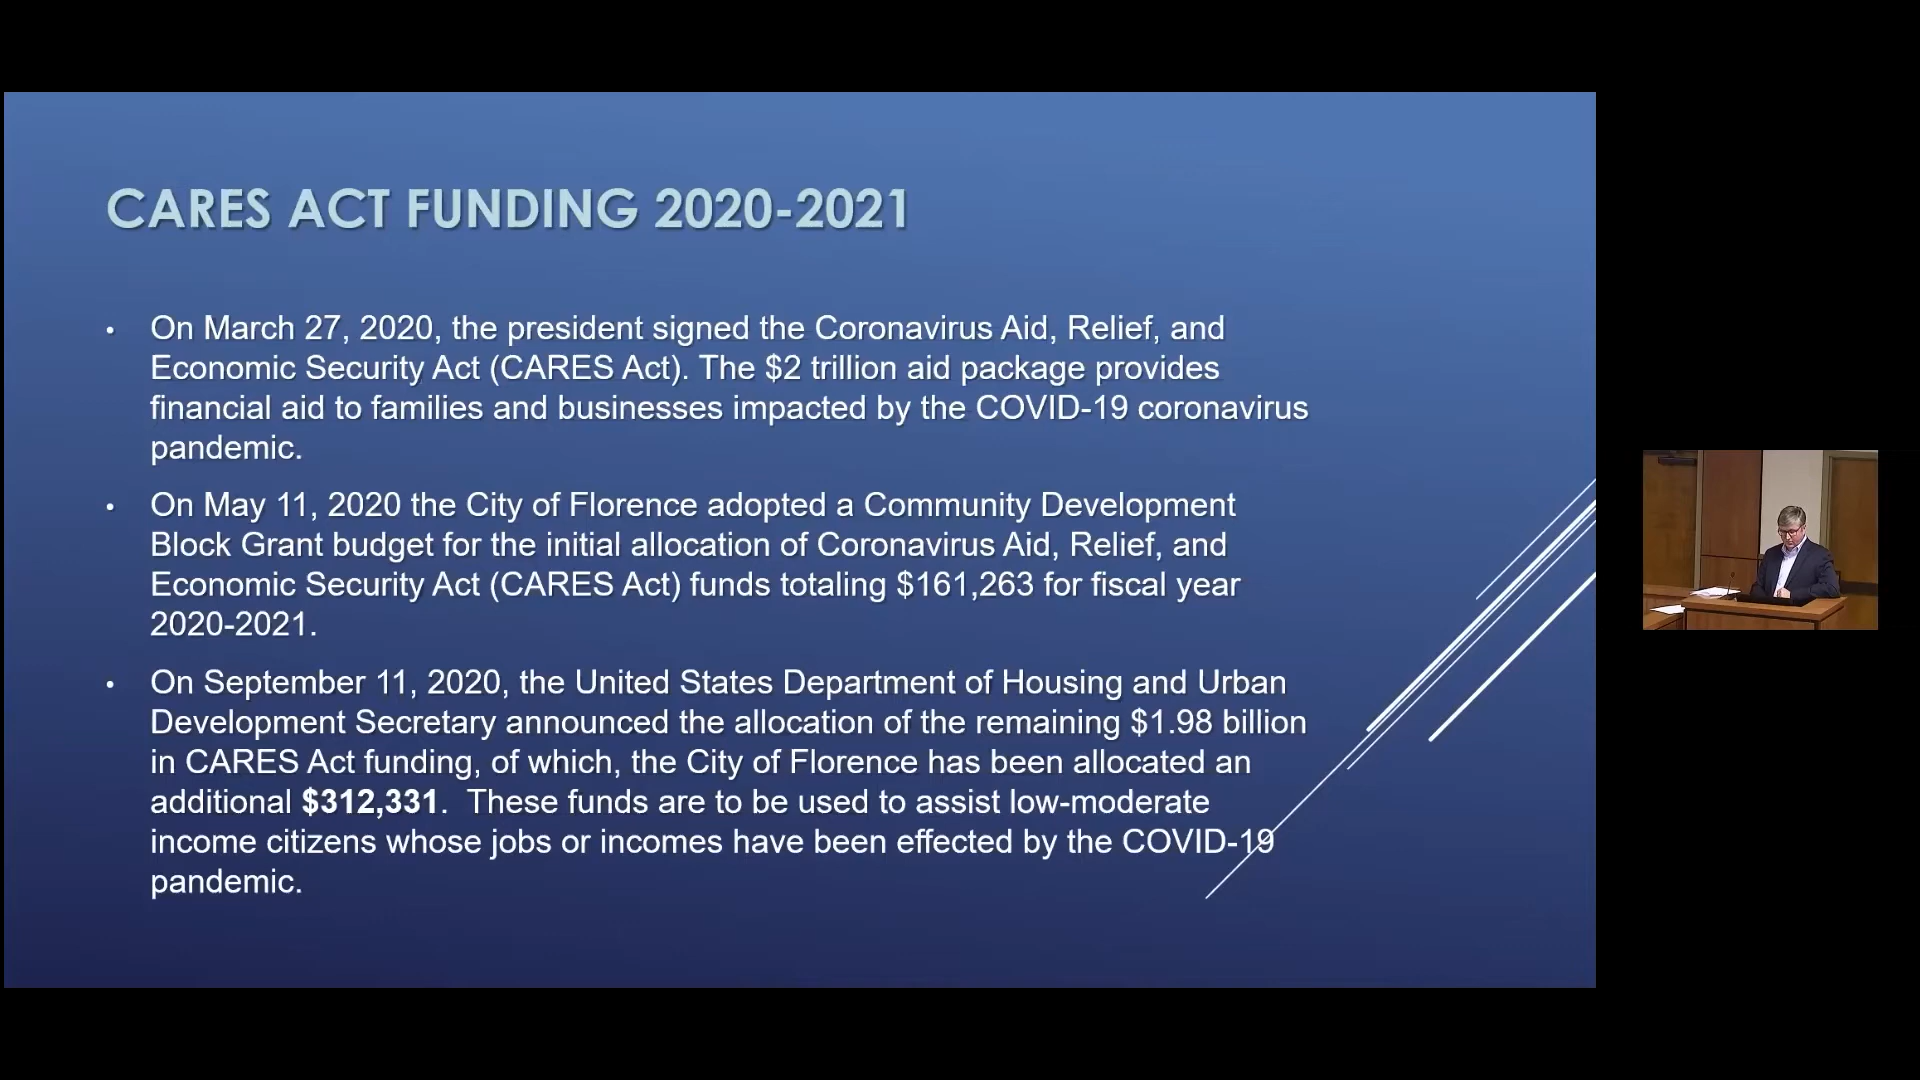 CARES ACT FUNDING 2020-2021
• On March 27, 2020, the president signed the Coronavirus Aid, Relief, and
Economic Security Act (CARES Act). The $2 trillion aid package provides
financial aid to families and businesses impacted by the COVID-19 coronavirus
pandemic.
• On May 11, 2020 the City of Florence adopted a Community Development
Block Grant budget for the initial allocation of Coronavirus Aid, Relief, and
Economic Security Act (CARES Act) funds totaling $161,263 for fiscal year
2020-2021.
• On September 11, 2020, the United States Department of Housing and Urban
Development Secretary announced the allocation of the remaining $1.98 billion
in CARES Act funding, of which, the City of Florence has been allocated an
additional $312,331.  These funds are to be used to assist low-moderate
income citizens whose jobs or incomes have been effected by the COVID-19
pandemic.